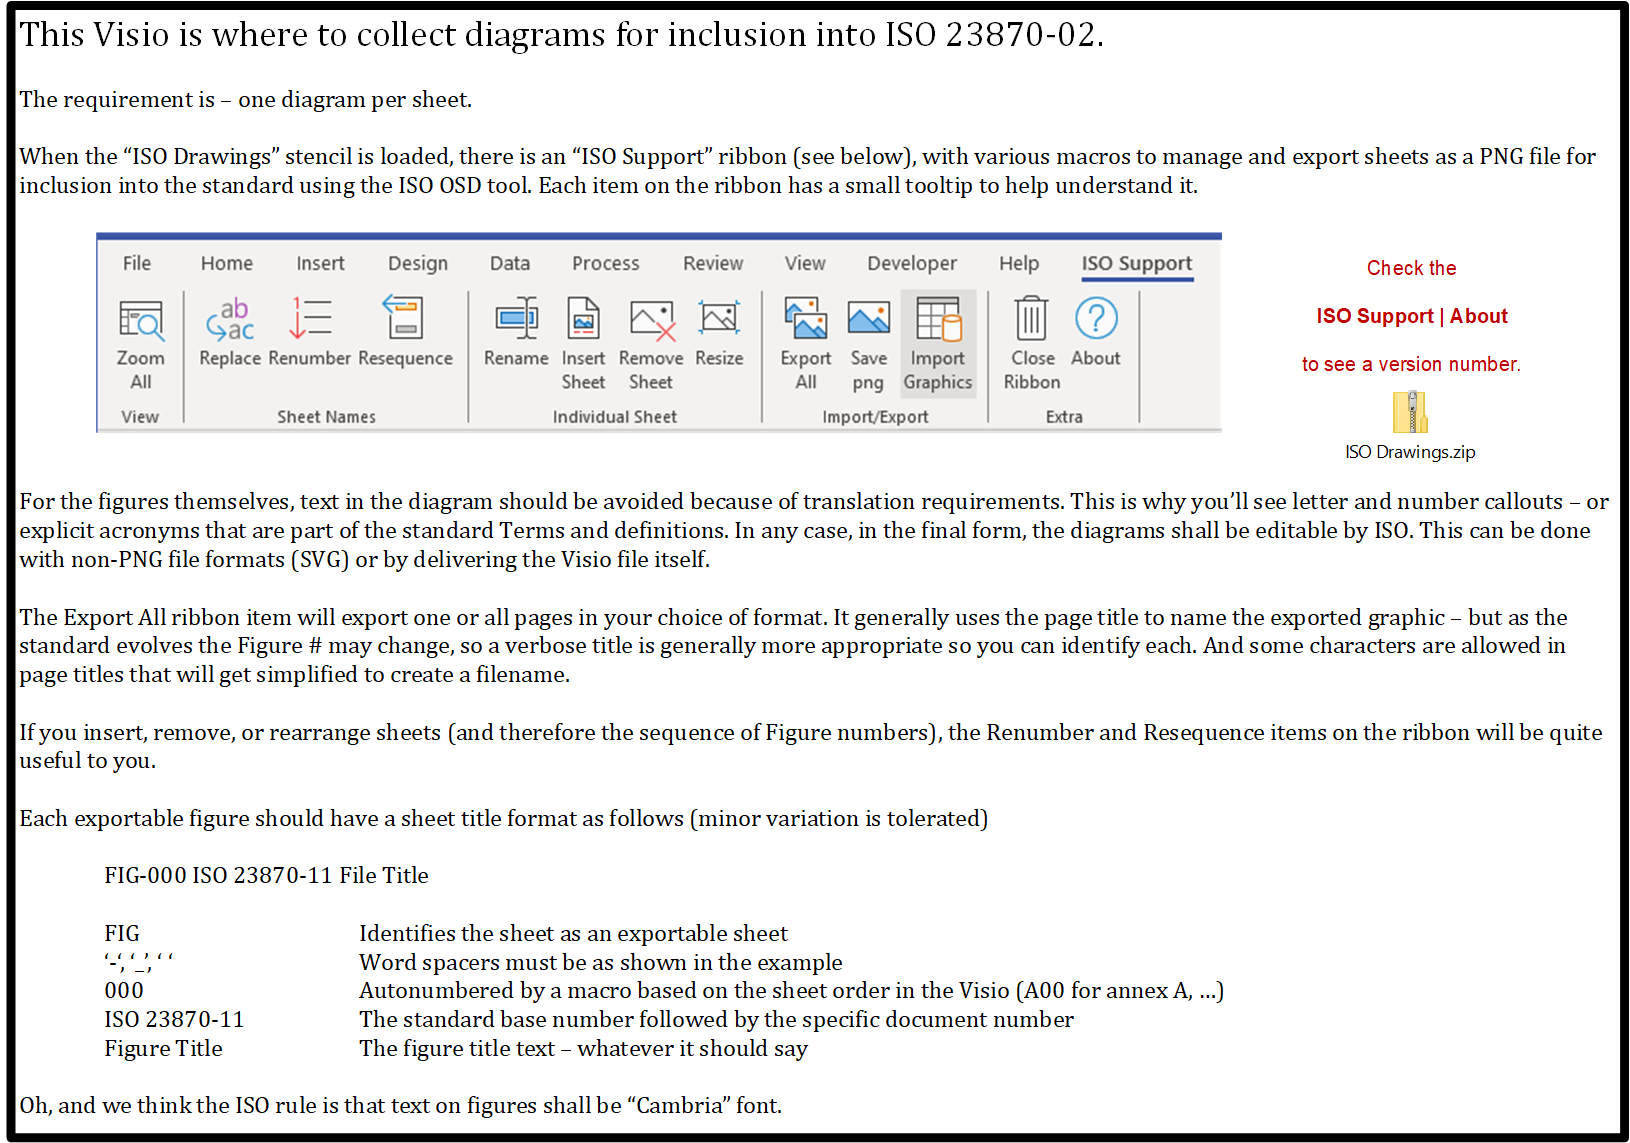 This Visio is where to collect diagrams for inclusion into ISO 23870-02.
The requirement is – one diagram per sheet.
When the “ISO Drawings” stencil is loaded, there is an “ISO Support” ribbon (see below), with various macros to manage and export sheets as a PNG file for
inclusion into the standard using the ISO OSD tool. Each item on the ribbon has a small tooltip to help understand it.
File Home Insert Design Data Process Review View Developer Help ISO Support
ab
ac
1
Zoom All
Replace Renumber Resequence
Rename Insert Sheet Remove Sheet Resize
Export All Save png Import Graphics
Close Ribbon About
?
View Sheet Names Individual Sheet Import/Export Extra
Check the
ISO Support | About
to see a version number.
ISO Drawings.zip
For the figures themselves, text in the diagram should be avoided because of translation requirements. This is why you’ll see letter and number callouts – or
explicit acronyms that are part of the standard Terms and definitions. In any case, in the final form, the diagrams shall be editable by ISO. This can be done
with non-PNG file formats (SVG) or by delivering the Visio file itself.
The Export All ribbon item will export one or all pages in your choice of format. It generally uses the page title to name the exported graphic – but as the
standard evolves the Figure # may change, so a verbose title is generally more appropriate so you can identify each. And some characters are allowed in
page titles that will get simplified to create a filename.
If you insert, remove, or rearrange sheets (and therefore the sequence of Figure numbers), the Renumber and Resequence items on the ribbon will be quite
useful to you.
Each exportable figure should have a sheet title format as follows (minor variation is tolerated)
FIG-000 ISO 23870-11 File Title
FIG Identifies the sheet as an exportable sheet
‘-‘, ‘_’, ‘ ‘ Word spacers must be as shown in the example
000 Autonumbered by a macro based on the sheet order in the Visio (A00 for annex A, …)
ISO 23870-11 The standard base number followed by the specific document number
Figure Title The figure title text – whatever it should say
Oh, and we think the ISO rule is that text on figures shall be “Cambria” font.